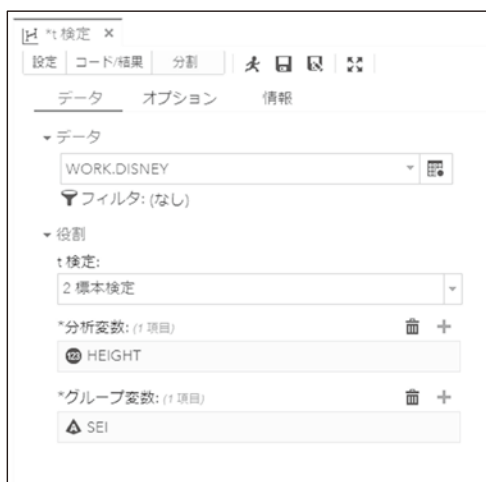 *t 検定 ×
設定 コード/結果 分割
データ オプション 情報
データ
WORK.DISNEY
フィルタ: (なし)
役割
t 検定:
2 標本検定
*分析変数: (1 項目)
123 HEIGHT
*グループ変数: (1 項目)
SEI